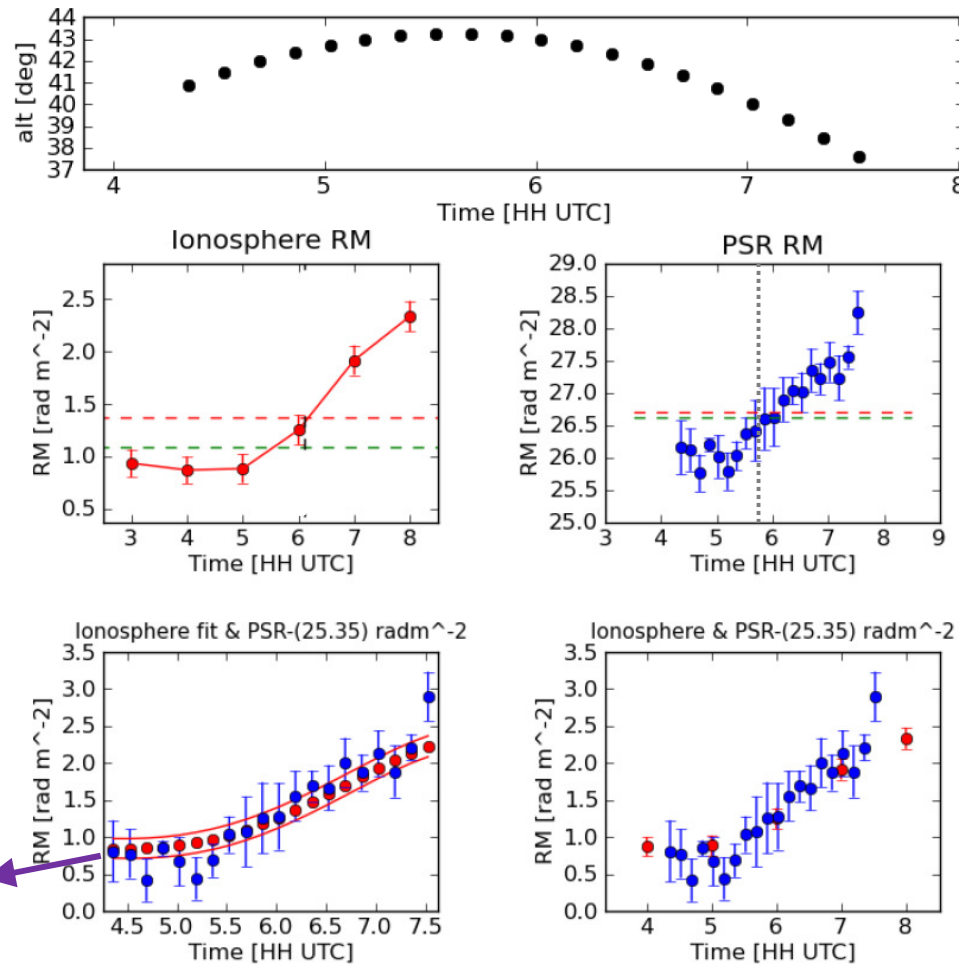 44
43
42
41
40
39
38
37
alt [deg]
4 5 6 7 8
Time [HH UTC]
Ionosphere RM
2.5
2.0
1.5
1.0
0.5
RM [rad m^-2]
3 4 5 6 7 8
Time [HH UTC]
PSR RM
29.0
28.5
28.0
27.5
27.0
26.5
26.0
25.5
25.0
RM [rad m^-2]
3 4 5 6 7 8 9
Time [HH UTC]
Ionosphere fit & PSR-(25.35) radm^-2
3.5
3.0
2.5
2.0
1.5
1.0
0.5
0.0
RM [rad m^-2]
4.5 5.0 5.5 6.0 6.5 7.0 7.5
Time [HH UTC]
Ionosphere & PSR-(25.35) radm^-2
3.5
3.0
2.5
2.0
1.5
1.0
0.5
0.0
RM [rad m^-2]
4 5 6 7 8
Time [HH UTC]